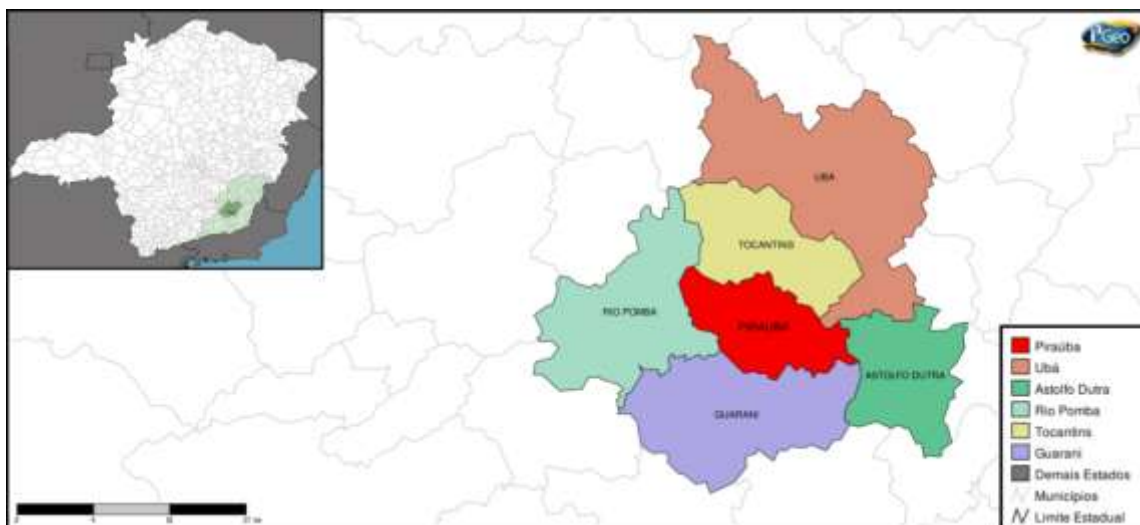 PGeo
UBÁ
TOCANTINS
RIO POMBA
PIRAÚBA
ASTOLFO DUTRA
GUARANI
Piraúba
Ubá
Astolfo Dutra
Rio Pomba
Tocantins
Guarani
Demais Estados
Municípios
Limite Estadual